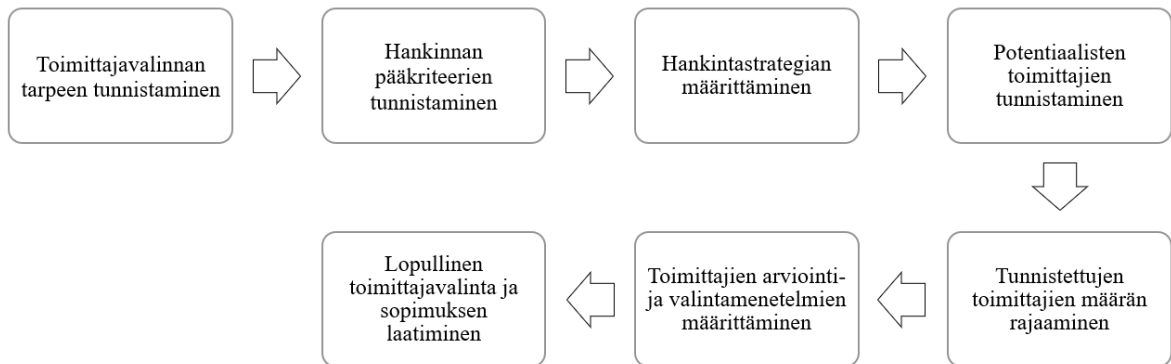 Toimittajavalinnan
tarpeen tunnistaminen
Hankinnan
pääkriteerien
tunnistaminen
Hankintastrategian
määrittäminen
Potentiaalisten
toimittajien
tunnistaminen
Tunnistettujen
toimittajien määrän
rajaaminen
Toimittajien arviointi-
ja valintamenetelmien
määrittäminen
Lopullinen
toimittajavalinta ja
sopimuksen
laatiminen